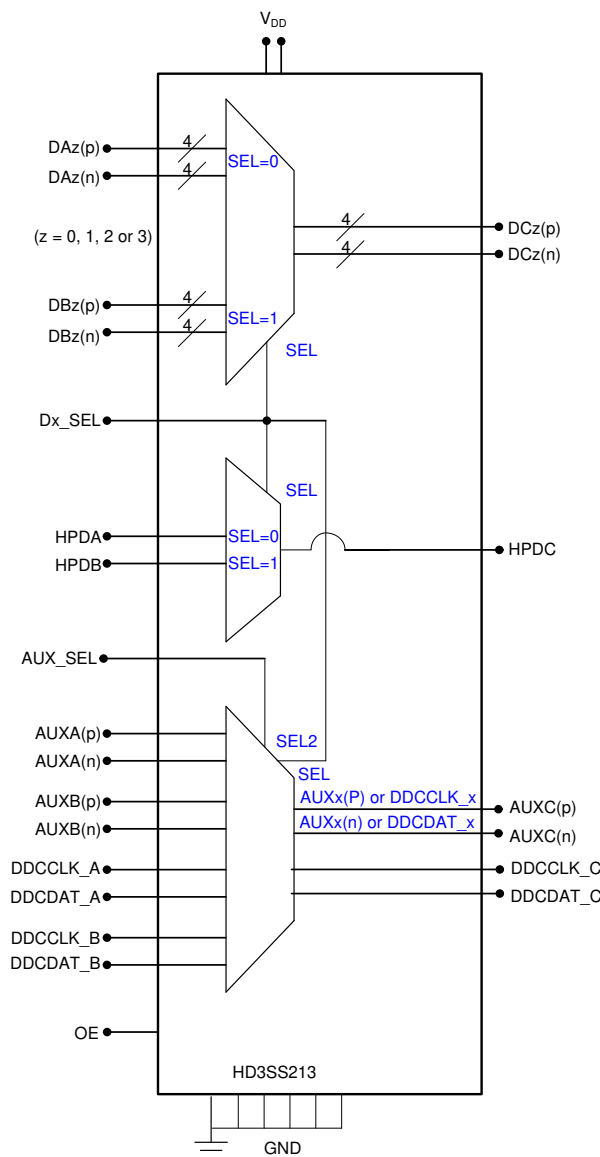 VDD
DAz(p)
4
SEL=0
DAz(n)
4
(z = 0, 1, 2 or 3)
4
DCz(p)
4
DCz(n)
DBz(p)
4
SEL=1
DBz(n)
4
SEL
Dx_SEL
SEL
HPDA
SEL=0
HPDC
HPDB
SEL=1
AUX_SEL
AUXA(p)
SEL2
AUXA(n)
SEL
AUXB(p)
AUXx(P) or DDCCLK_x
AUXC(p)
AUXB(n)
AUXx(n) or DDCDAT_x
AUXC(n)
DDCCLK_A
DDCCLK_C
DDCDAT_A
DDCDAT_C
DDCCLK_B
DDCDAT_B
OE
HD3SS213
GND